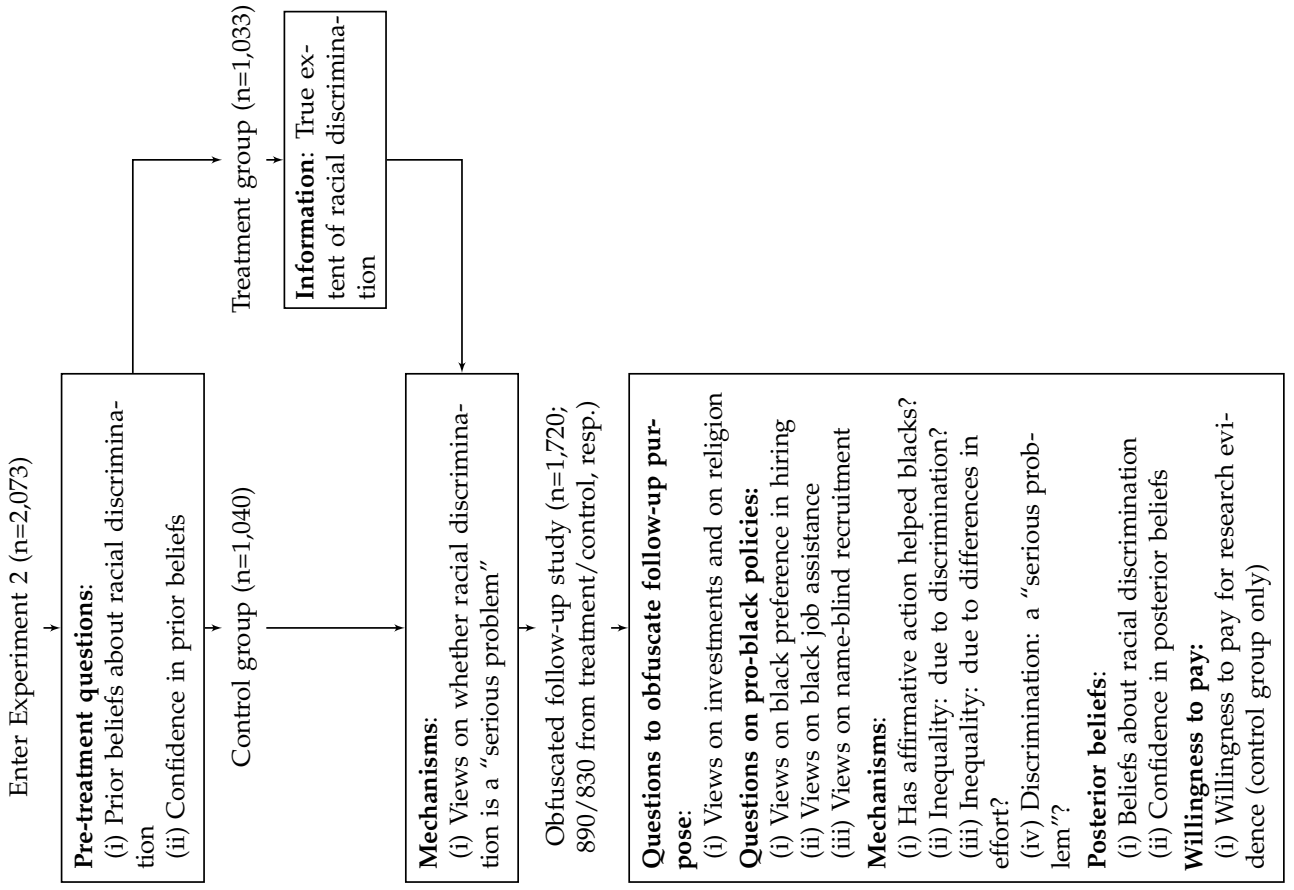 Enter Experiment 2 (n=2,073)
Pre-treatment questions:
(i) Prior beliefs about racial discrimina-
tion
(ii) Confidence in prior beliefs
Control group (n=1,040)
Treatment group (n=1,033)
Information: True ex-
tent of racial discrimina-
tion
Mechanisms:
(i) Views on whether racial discrimina-
tion is a “serious problem”
Obfuscated follow-up study (n=1,720;
890/830 from treatment/control, resp.)
Questions to obfuscate follow-up pur-
pose:
(i) Views on investments and on religion
Questions on pro-black policies:
(i) Views on black preference in hiring
(ii) Views on black job assistance
(iii) Views on name-blind recruitment
Mechanisms:
(i) Has affirmative action helped blacks?
(ii) Inequality: due to discrimination?
(iii) Inequality: due to differences in
effort?
(iv) Discrimination: a “serious prob-
lem”?
Posterior beliefs:
(i) Beliefs about racial discrimination
(ii) Confidence in posterior beliefs
Willingness to pay:
(i) Willingness to pay for research evi-
dence (control group only)